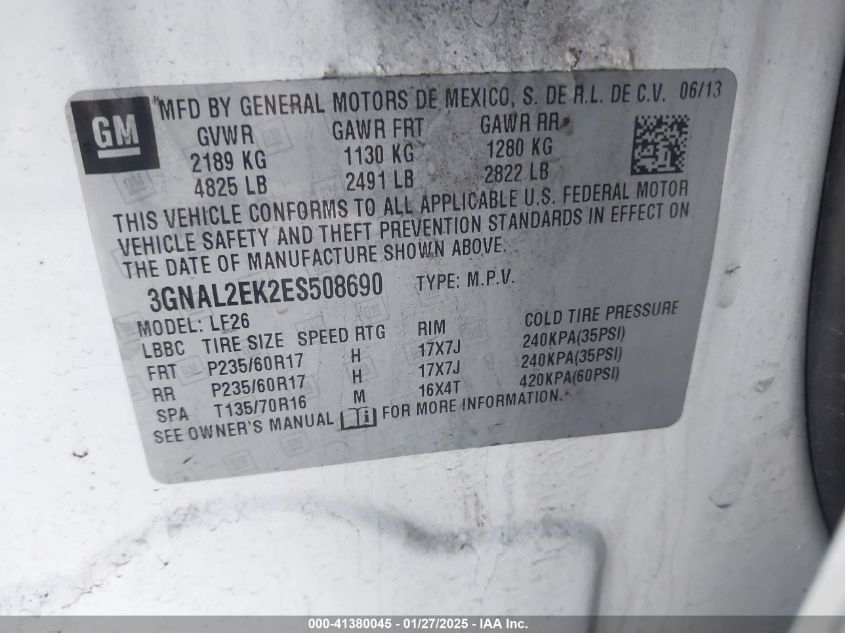 GM
MFD BY GENERAL MOTORS DE MEXICO, S. DE R.L. DE C.V. 06/13
GVWR GAWR FRT GAWR RR
2189 KG 1130 KG 1280 KG
4825 LB 2491 LB 2822 LB
THIS VEHICLE CONFORMS TO ALL APPLICABLE U.S. FEDERAL MOTOR
VEHICLE SAFETY AND THEFT PREVENTION STANDARDS IN EFFECT ON
THE DATE OF MANUFACTURE SHOWN ABOVE.
3GNAL2EK2ES508690 TYPE: M.P.V.
MODEL: LF26
LBBC TIRE SIZE SPEED RTG RIM COLD TIRE PRESSURE
FRT P235/60R17 H 17X7J 240KPA(35PSI)
RR P235/60R17 H 17X7J 240KPA(35PSI)
SPA T135/70R16 M 16X4T 420KPA(60PSI)
SEE OWNER'S MANUAL FOR MORE INFORMATION.
000-41380045 - 01/27/2025 - IAA Inc.